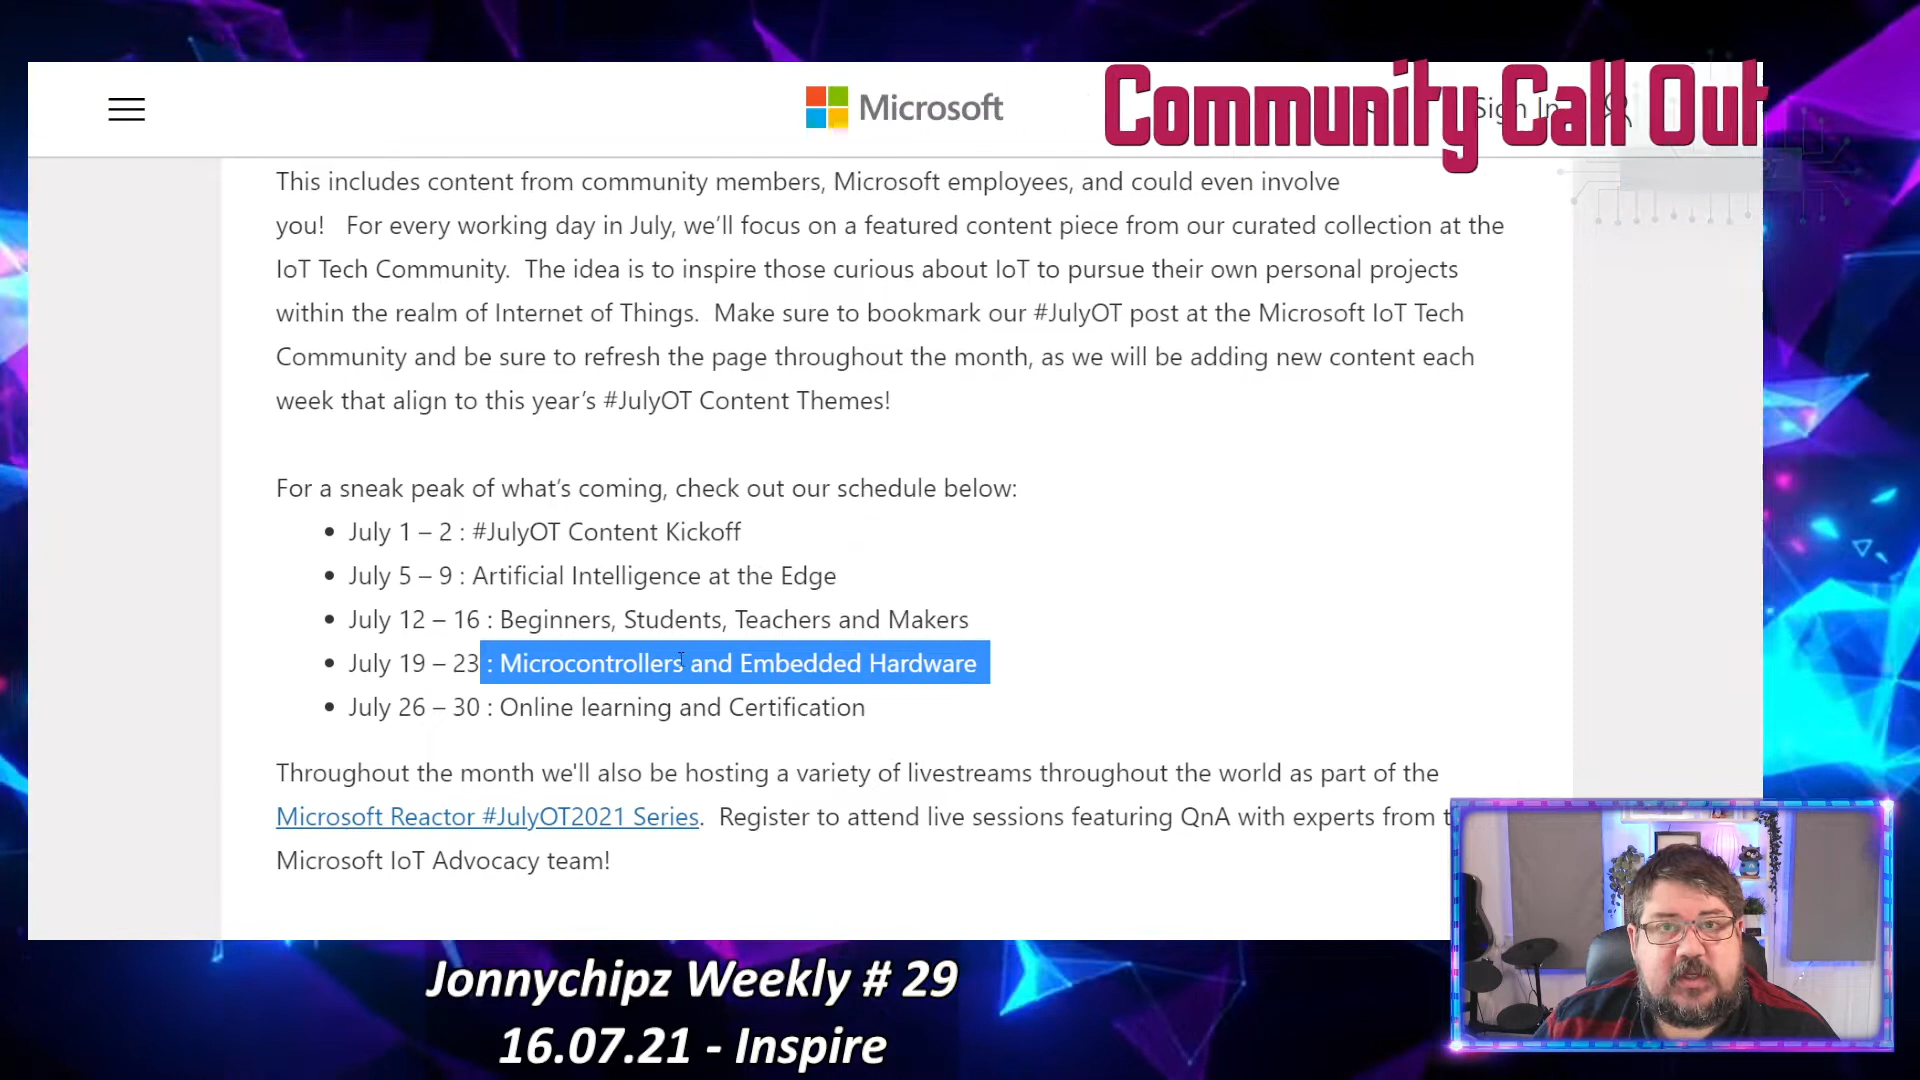 Microsoft
Sign In
Community Call Out
This includes content from community members, Microsoft employees, and could even involve
you!   For every working day in July, we’ll focus on a featured content piece from our curated collection at the
IoT Tech Community.  The idea is to inspire those curious about IoT to pursue their own personal projects
within the realm of Internet of Things.  Make sure to bookmark our #JulyOT post at the Microsoft IoT Tech
Community and be sure to refresh the page throughout the month, as we will be adding new content each
week that align to this year’s #JulyOT Content Themes!
For a sneak peak of what’s coming, check out our schedule below:
• July 1 – 2 : #JulyOT Content Kickoff
• July 5 – 9 : Artificial Intelligence at the Edge
• July 12 – 16 : Beginners, Students, Teachers and Makers
• July 19 – 23 : Microcontrollers and Embedded Hardware
• July 26 – 30 : Online learning and Certification
Throughout the month we'll also be hosting a variety of livestreams throughout the world as part of the
Microsoft Reactor #JulyOT2021 Series.  Register to attend live sessions featuring QnA with experts from
Microsoft IoT Advocacy team!
Jonnychipz Weekly # 29
16.07.21 - Inspire